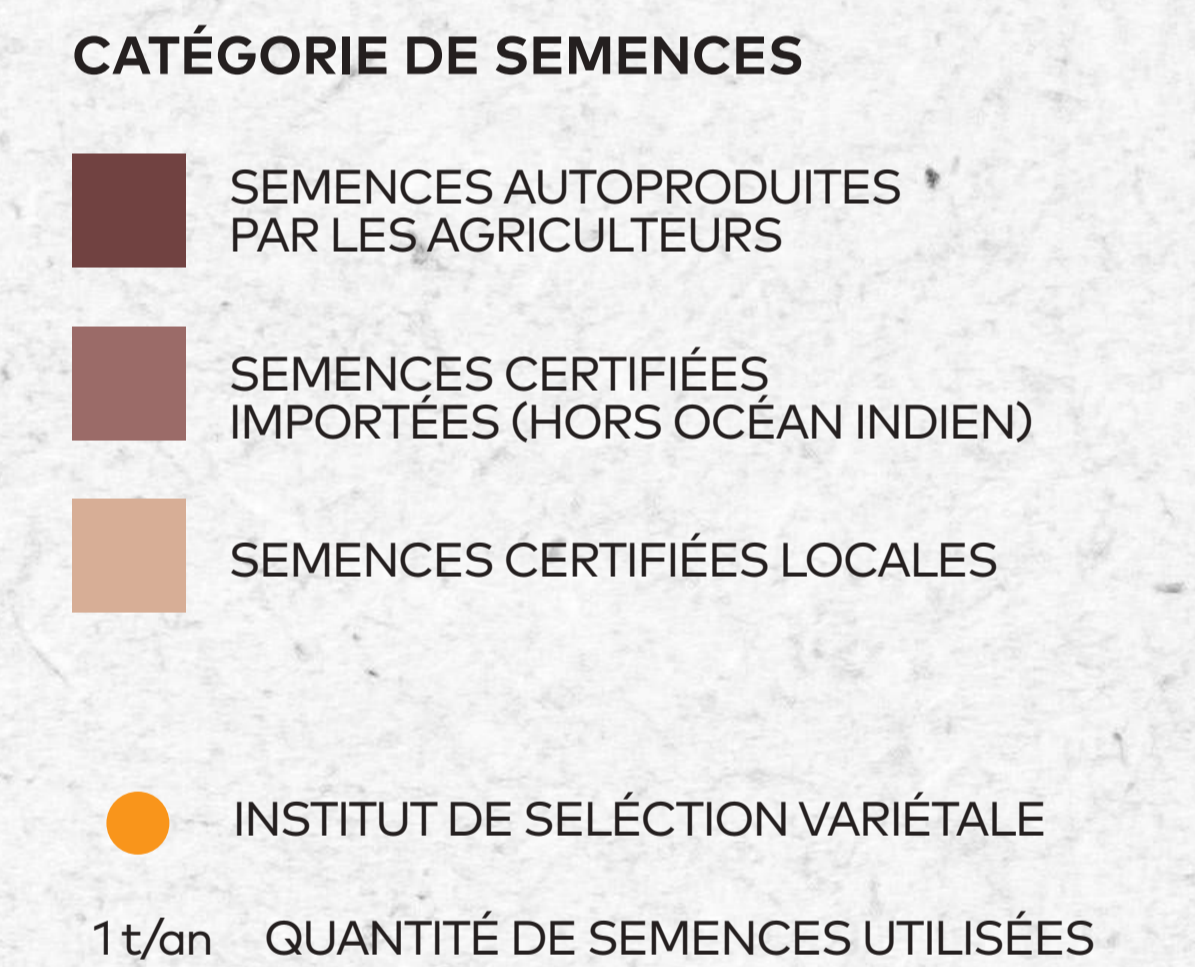 CATÉGORIE DE SEMENCES
SEMENCES AUTOPRODUITES
PAR LES AGRICULTEURS
SEMENCES CERTIFIÉES
IMPORTÉES (HORS OCÉAN INDIEN)
SEMENCES CERTIFIÉES LOCALES
INSTITUT DE SELÉCTION VARIÉTALE
1 t/an QUANTITÉ DE SEMENCES UTILISÉES